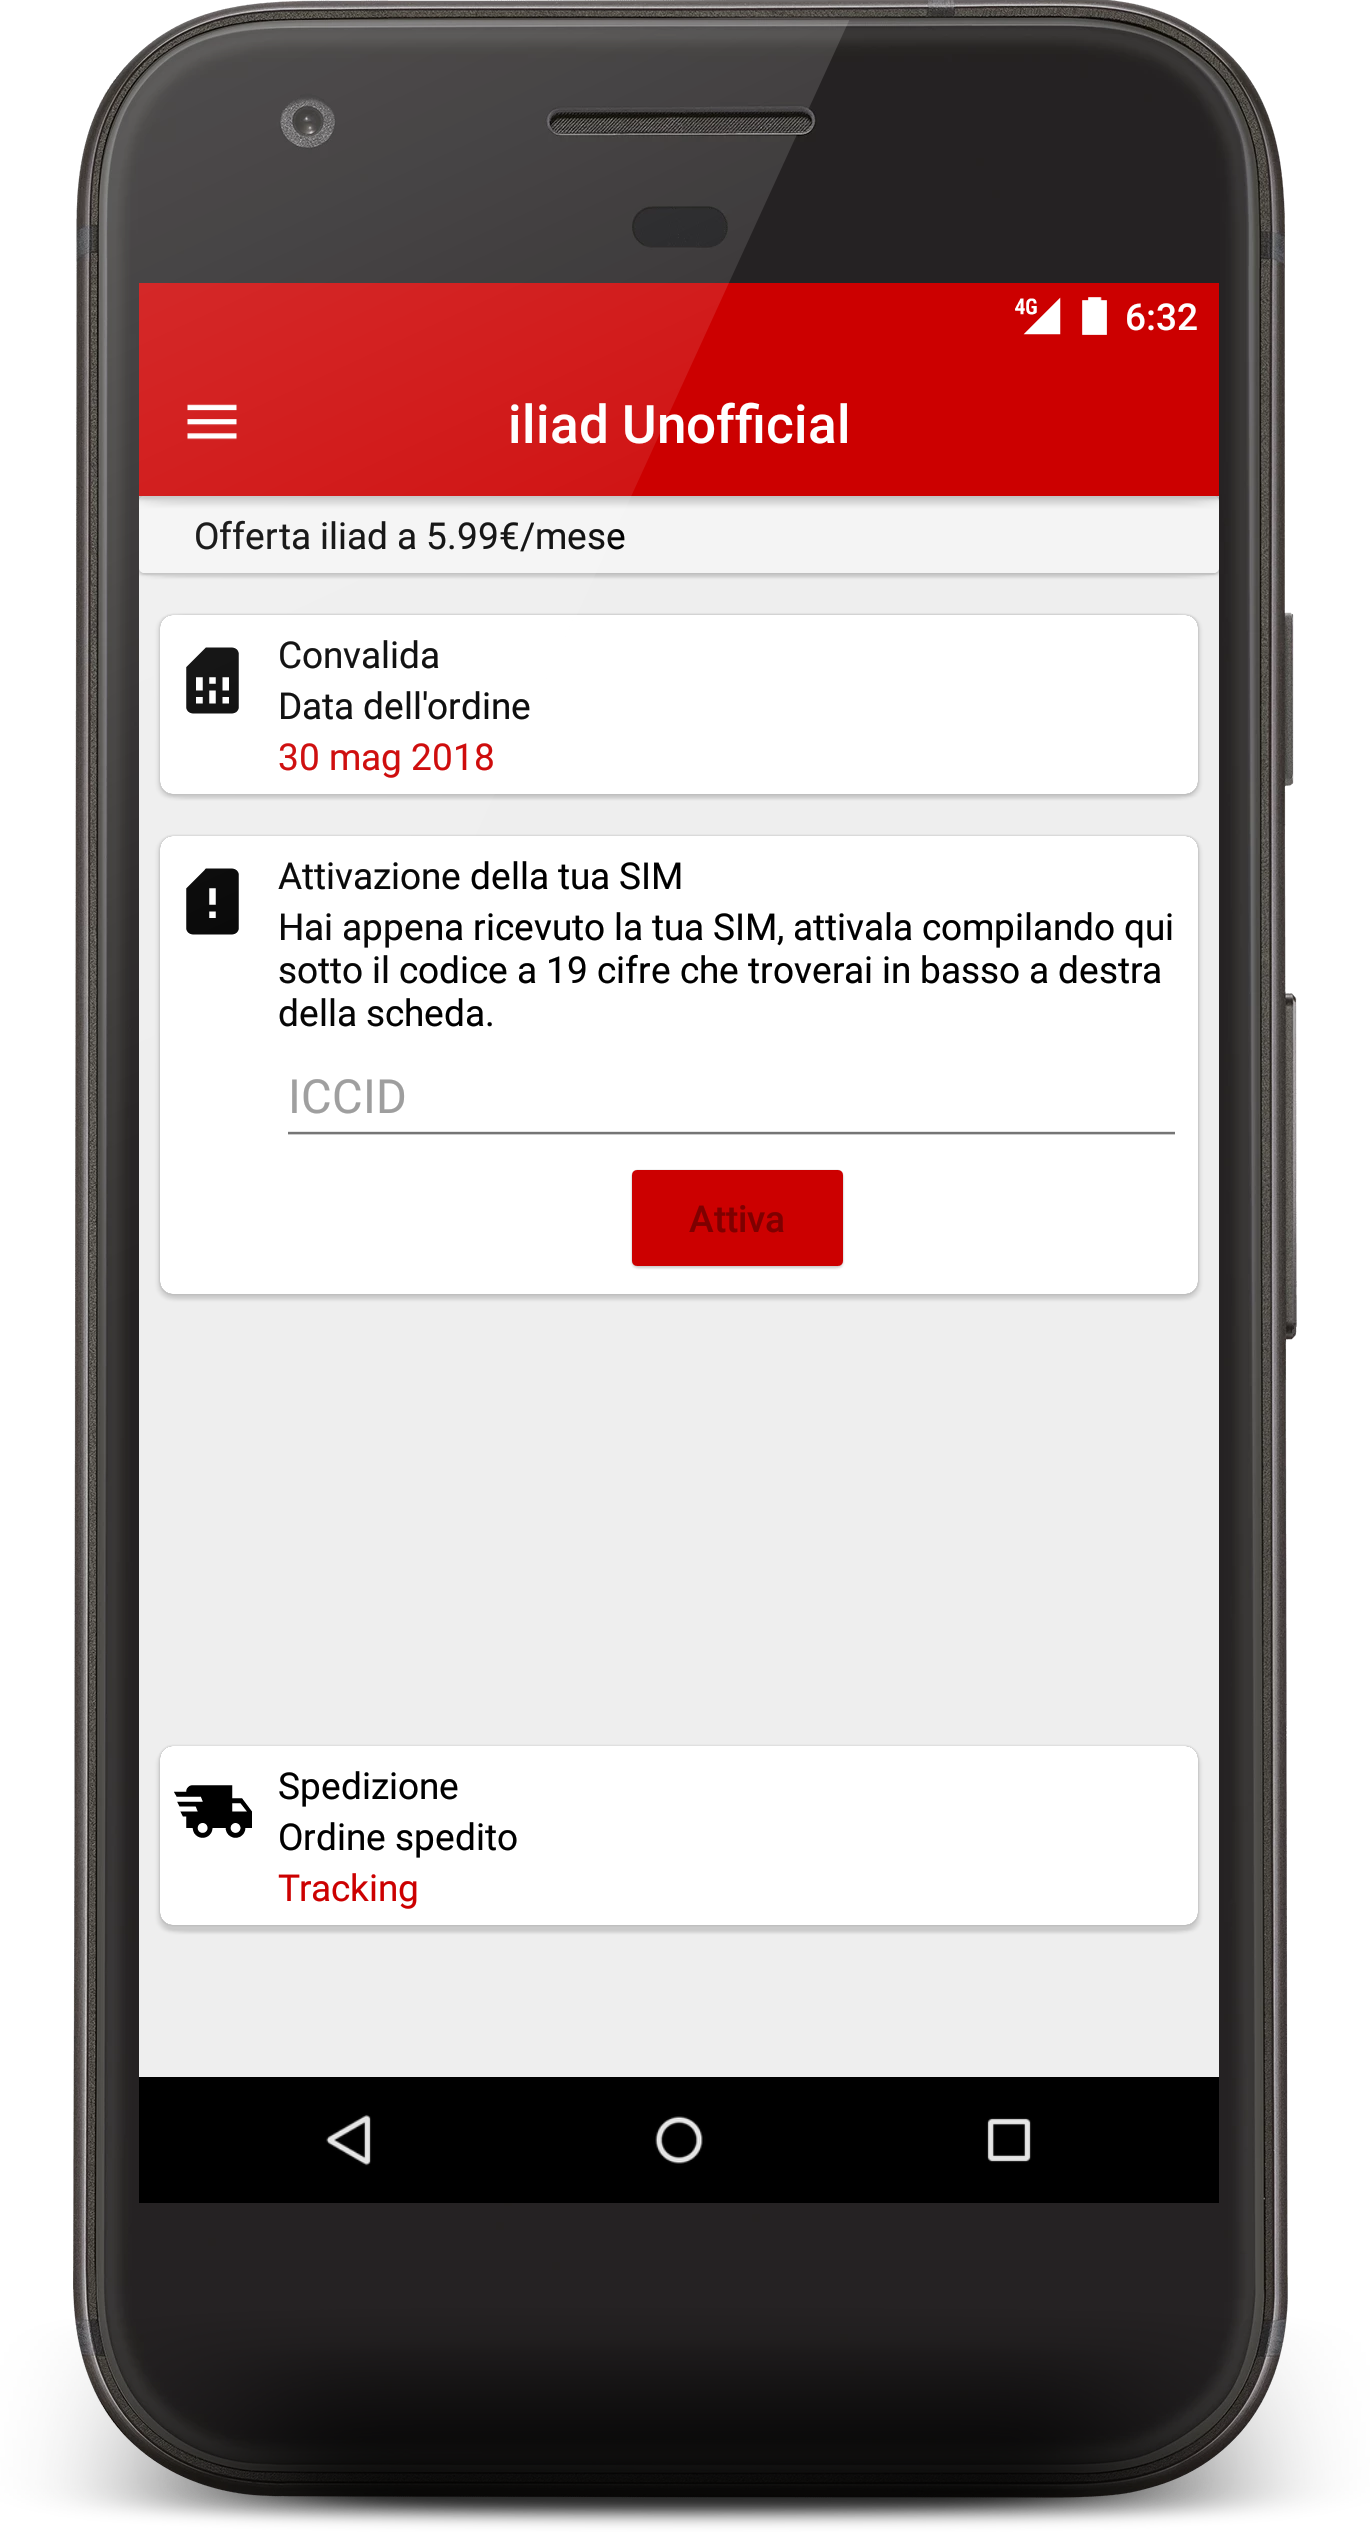 4G 6:32
iliad Unofficial
Offerta iliad a 5.99€/mese
Convalida
Data dell'ordine
30 mag 2018
Attivazione della tua SIM
Hai appena ricevuto la tua SIM, attivala compilando qui
sotto il codice a 19 cifre che troverai in basso a destra
della scheda.
ICCID
Attiva
Spedizione
Ordine spedito
Tracking